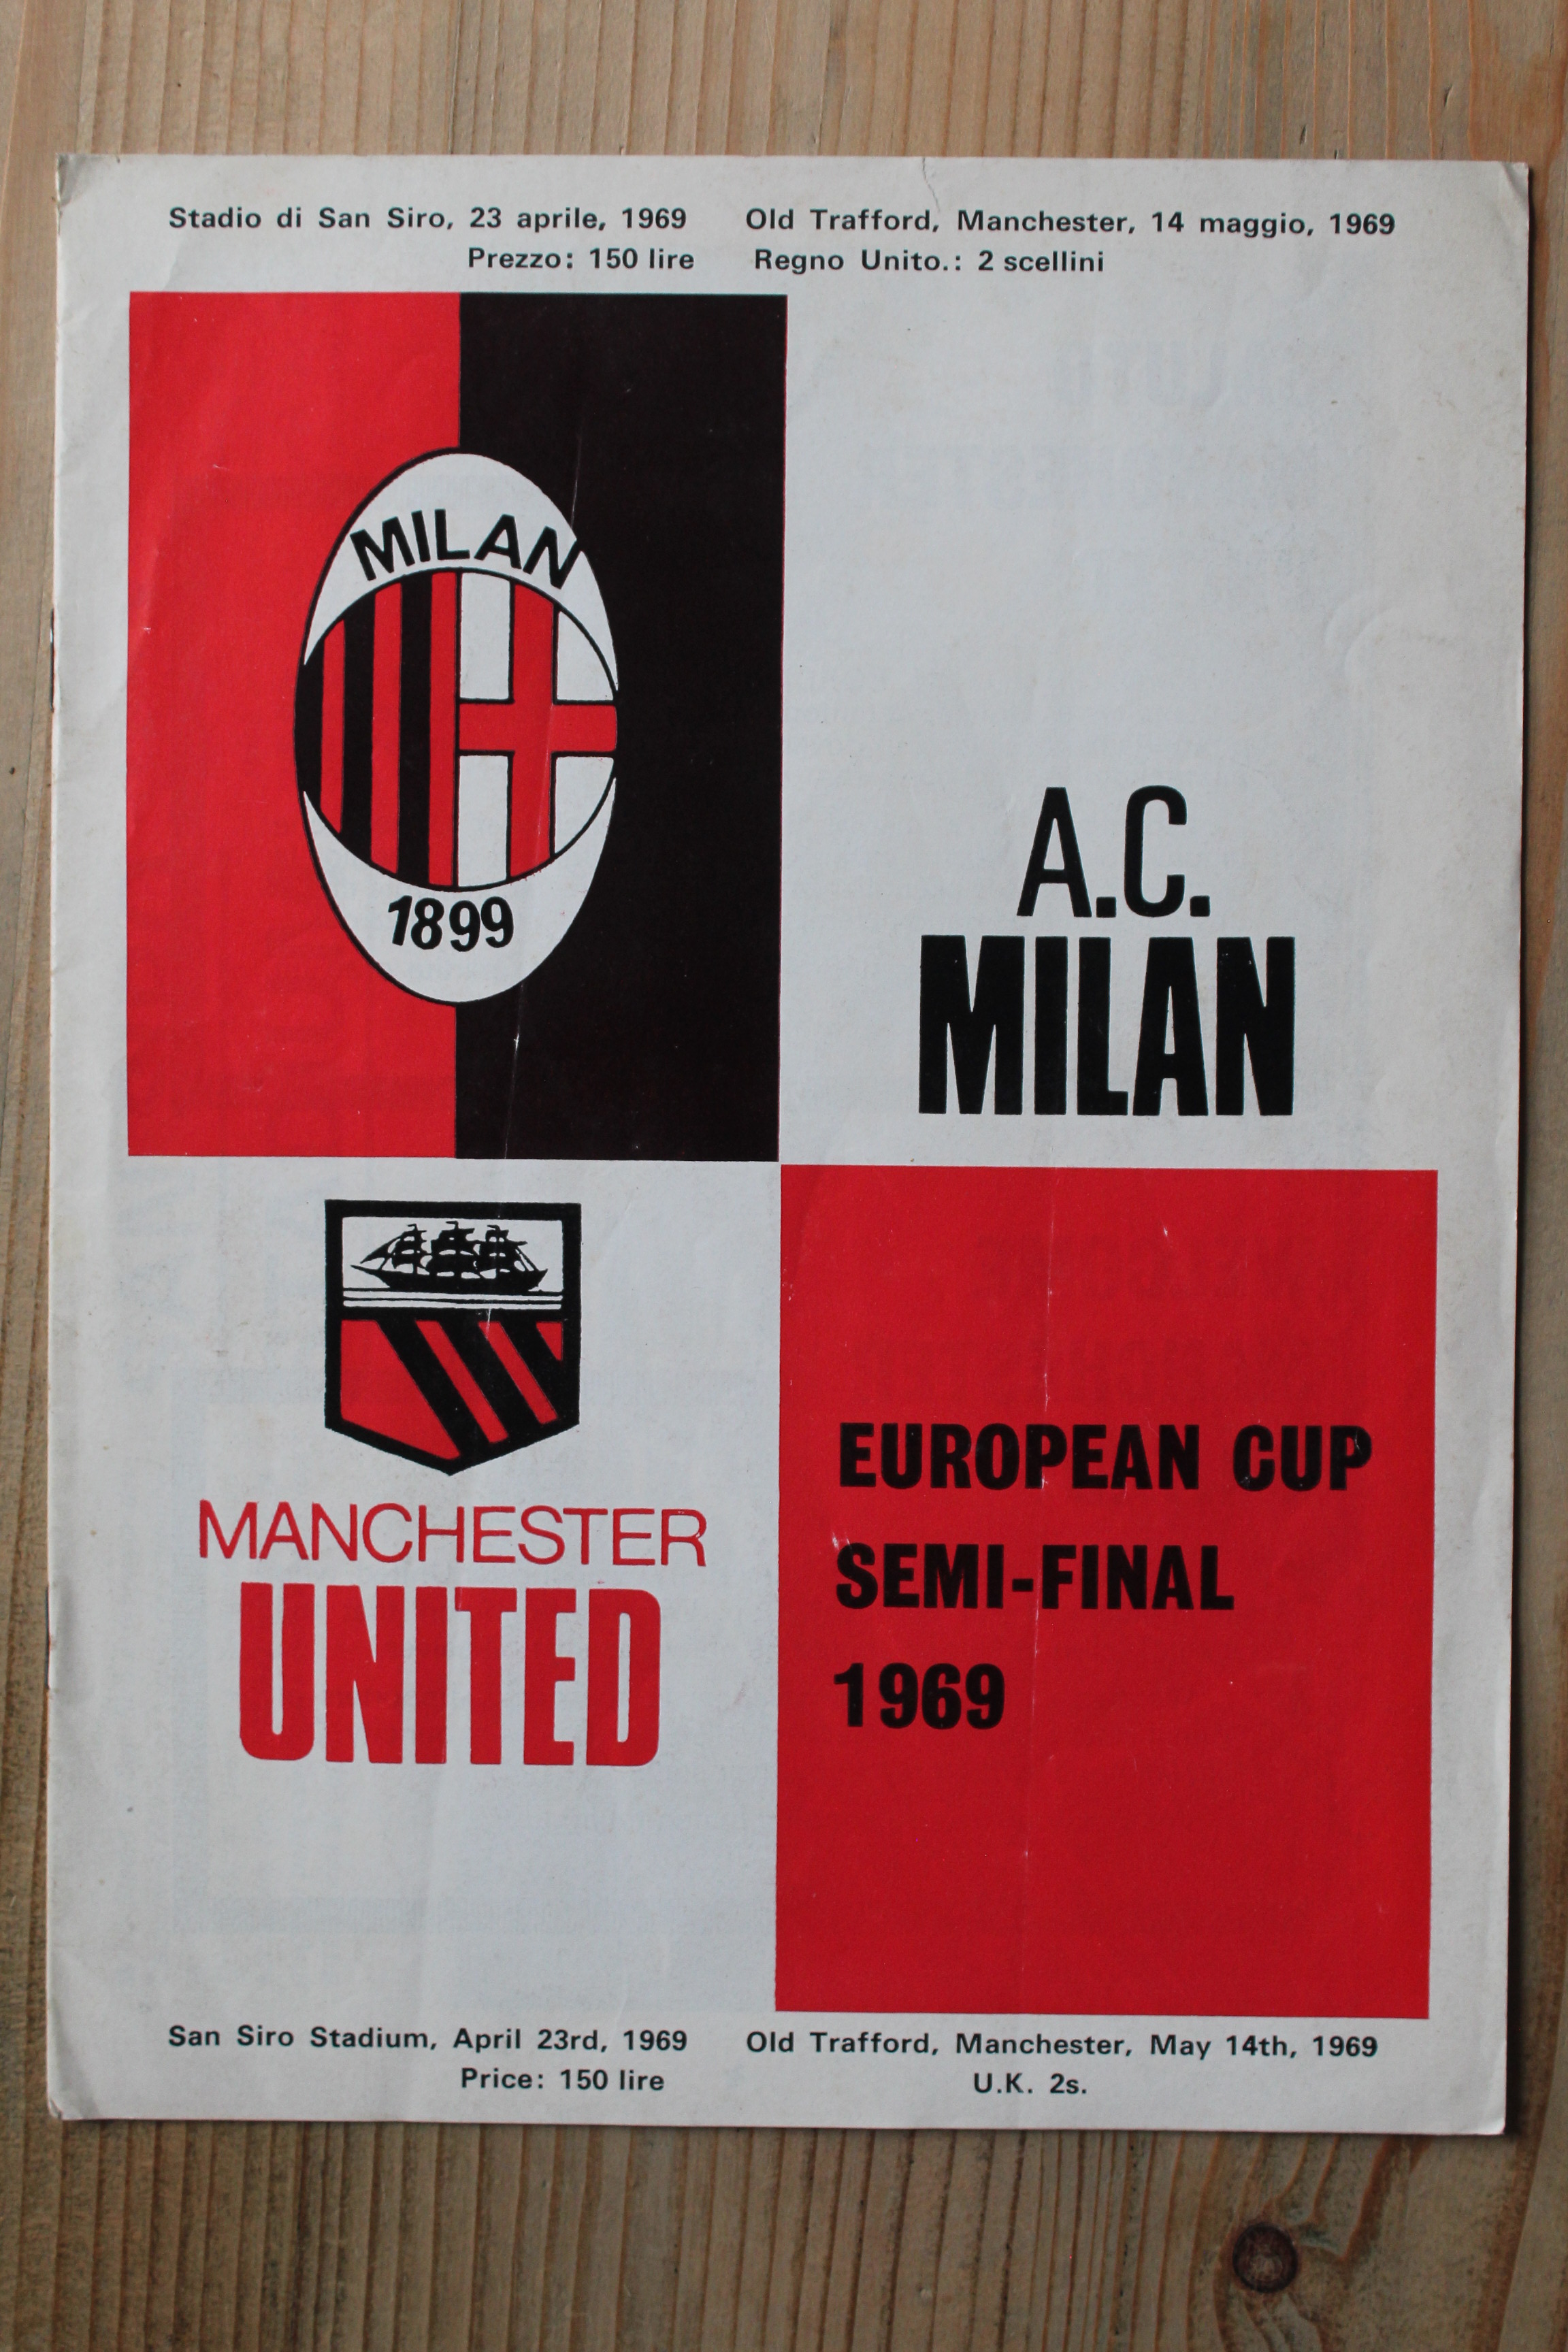 Stadio di San Siro, 23 aprile, 1969
Prezzo: 150 lire
Old Trafford, Manchester, 14 maggio, 1969
Regno Unito.: 2 scellini
MILAN
1899
A.C.
MILAN
MANCHESTER
UNITED
EUROPEAN CUP
SEMI-FINAL
1969
San Siro Stadium, April 23rd, 1969
Price: 150 lire
Old Trafford, Manchester, May 14th, 1969
U.K. 2s.